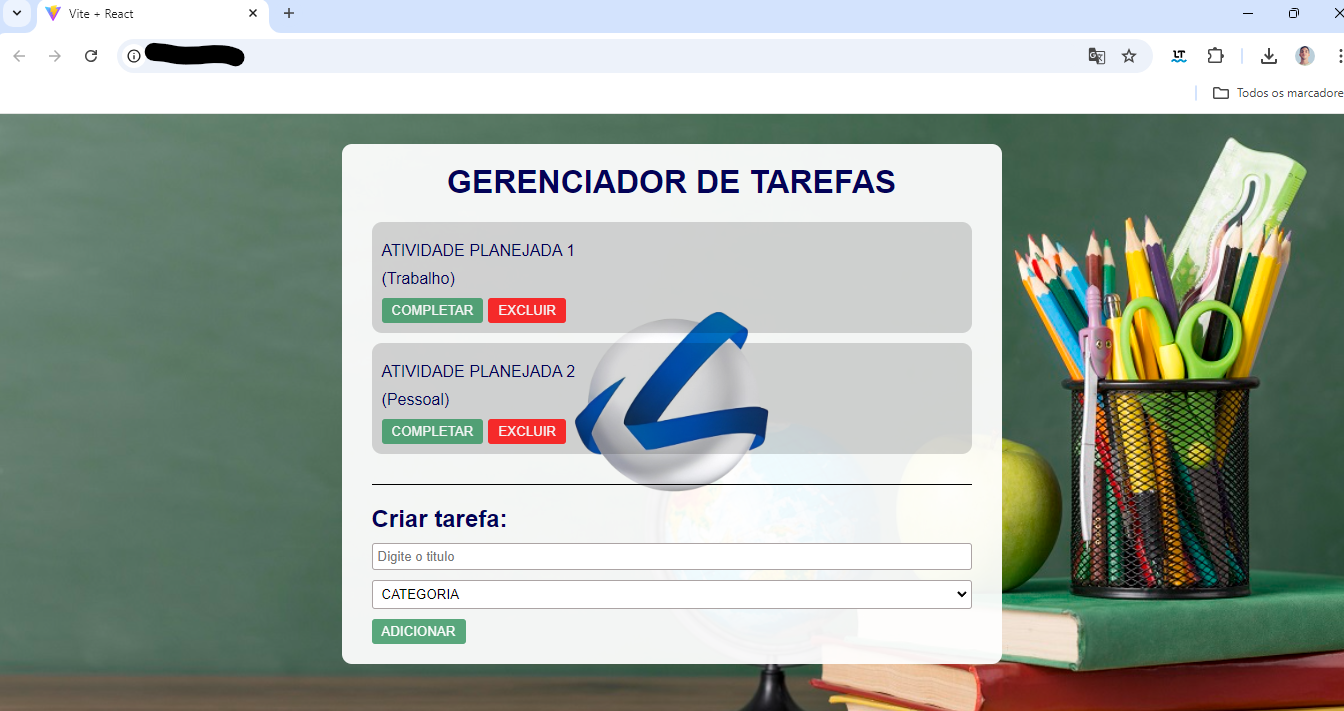 Vite + React
LT
Todos os marcadore
GERENCIADOR DE TAREFAS
ATIVIDADE PLANEJADA 1
(Trabalho)
COMPLETAR EXCLUIR
ATIVIDADE PLANEJADA 2
(Pessoal)
COMPLETAR EXCLUIR
Criar tarefa:
Digite o titulo
CATEGORIA
ADICIONAR